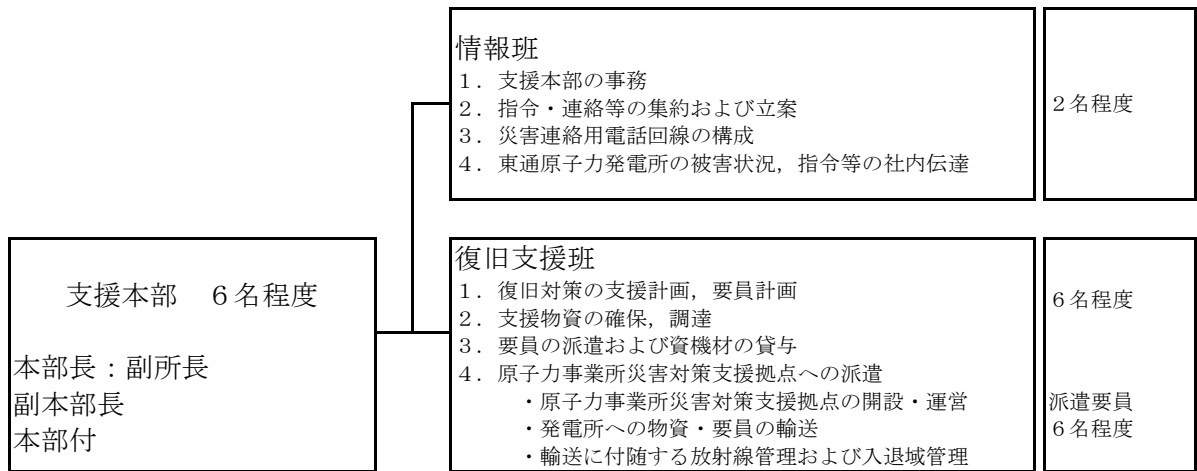 情報班
1．支援本部の事務
2．指令・連絡等の集約および立案
3．災害連絡用電話回線の構成
4．東通原子力発電所の被害状況，指令等の社内伝達
2名程度
支援本部　6名程度
本部長：副所長
副本部長
本部付
復旧支援班
1．復旧対策の支援計画，要員計画
2．支援物資の確保，調達
3．要員の派遣および資機材の貸与
4．原子力事業所災害対策支援拠点への派遣
・原子力事業所災害対策支援拠点の開設・運営
・発電所への物資・要員の輸送
・輸送に付随する放射線管理および入退域管理
6名程度
派遣要員
6名程度